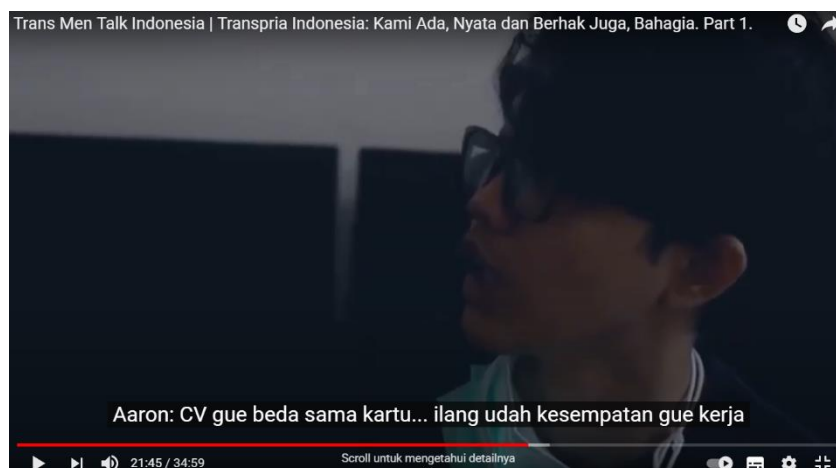 Trans Men Talk Indonesia | Transpria Indonesia: Kami Ada, Nyata dan Berhak Juga, Bahagia. Part 1.
Aaron: CV gue beda sama kartu... ilang udah kesempatan gue kerja
21:45 / 34:59
Scroll untuk mengetahui detailnya